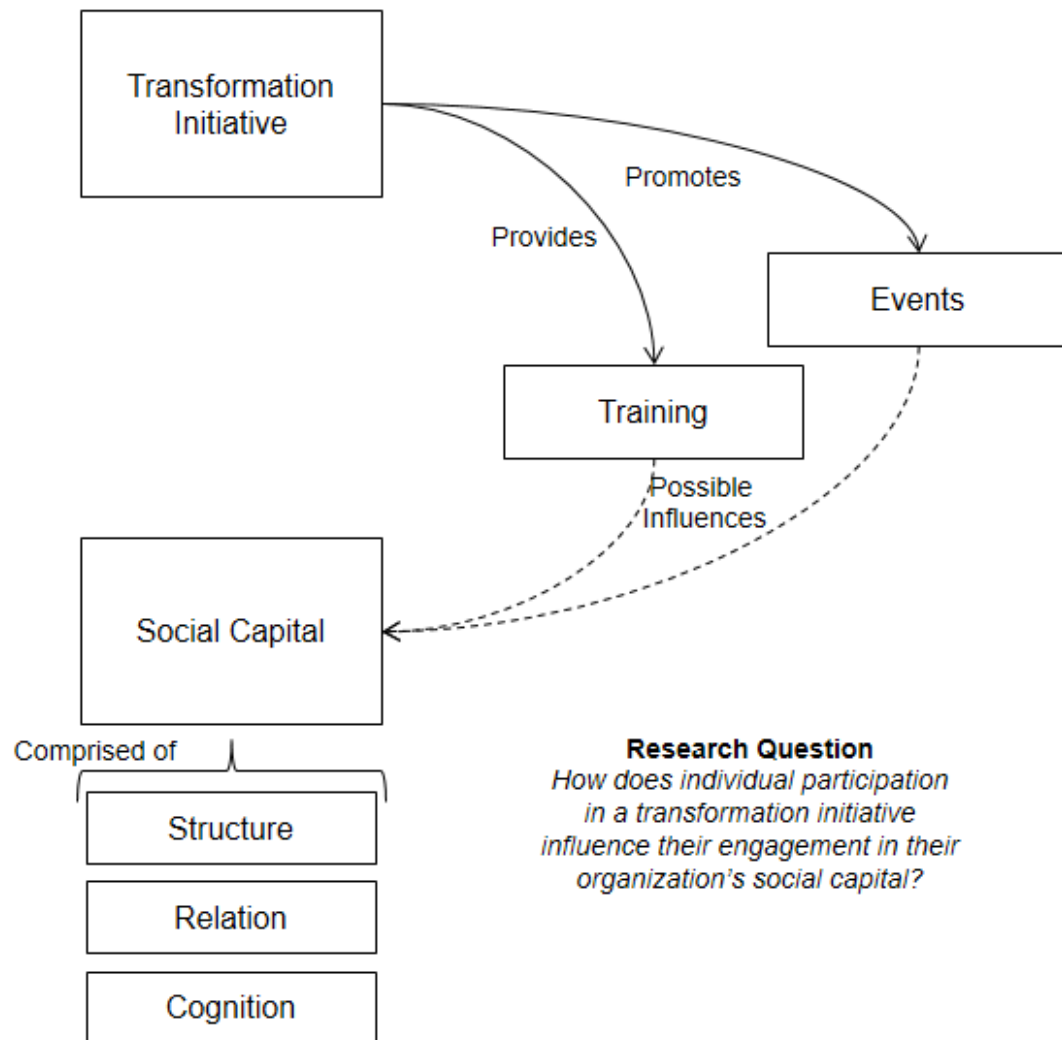 Transformation
Initiative
Promotes
Provides
Events
Training
Possible
Influences
Social Capital
Comprised of
Structure
Relation
Cognition
Research Question
How does individual participation
in a transformation initiative
influence their engagement in their
organization's social capital?